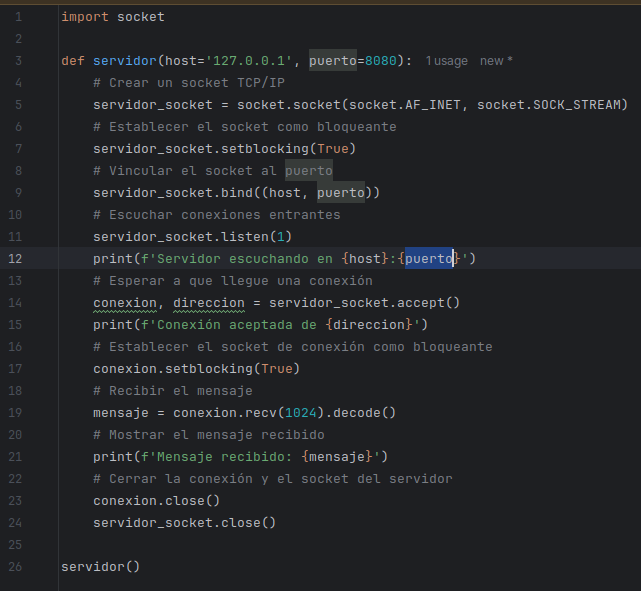 1 import socket
2
3 def servidor(host='127.0.0.1', puerto=8080): 1 usage new *
4 # Crear un socket TCP/IP
5 servidor_socket = socket.socket(socket.AF_INET, socket.SOCK_STREAM)
6 # Establecer el socket como bloqueante
7 servidor_socket.setblocking(True)
8 # Vincular el socket al puerto
9 servidor_socket.bind((host, puerto))
10 # Escuchar conexiones entrantes
11 servidor_socket.listen(1)
12 print(f'Servidor escuchando en {host}:{puerto}')
13 # Esperar a que llegue una conexión
14 conexion, direccion = servidor_socket.accept()
15 print(f'Conexión aceptada de {direccion}')
16 # Establecer el socket de conexión como bloqueante
17 conexion.setblocking(True)
18 # Recibir el mensaje
19 mensaje = conexion.recv(1024).decode()
20 # Mostrar el mensaje recibido
21 print(f'Mensaje recibido: {mensaje}')
22 # Cerrar la conexión y el socket del servidor
23 conexion.close()
24 servidor_socket.close()
25
26 servidor()